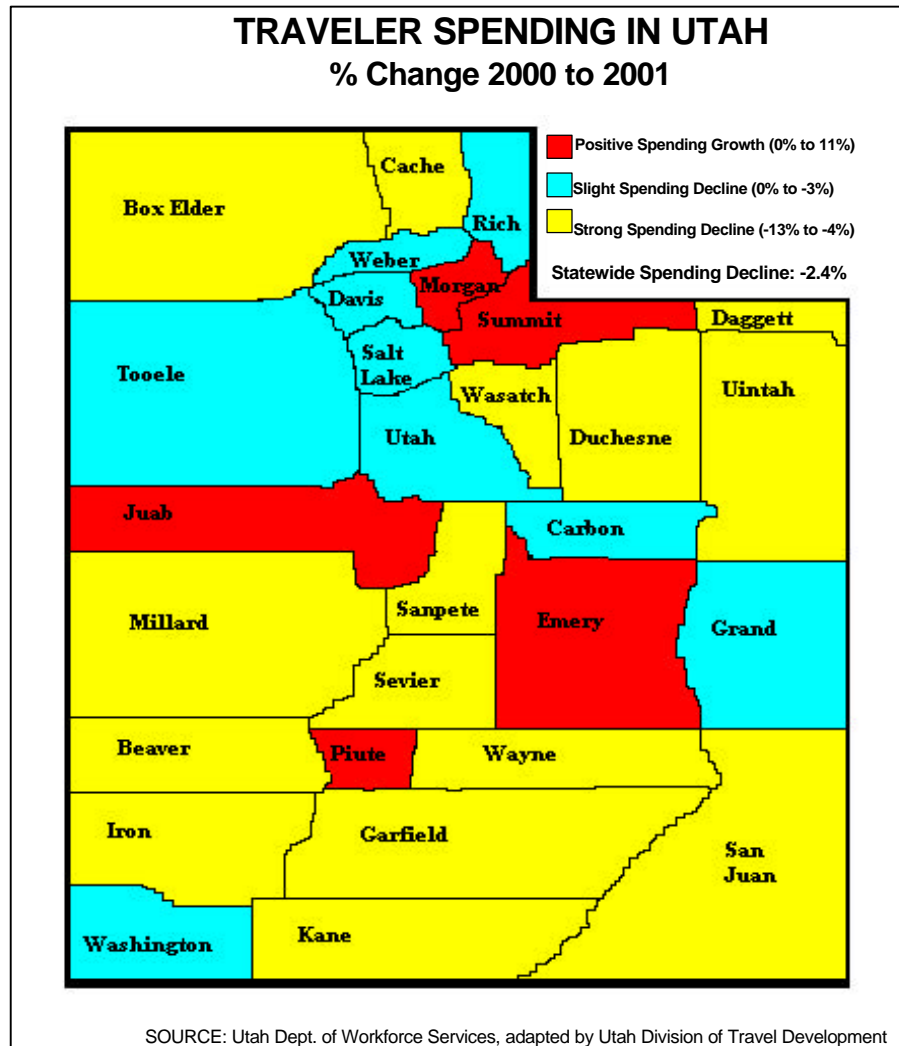 TRAVELER SPENDING IN UTAH
% Change 2000 to 2001
Positive Spending Growth (0% to 11%)
Slight Spending Decline (0% to -3%)
Strong Spending Decline (-13% to -4%)
Statewide Spending Decline: -2.4%
Cache
Box Elder
Rich
Weber
Morgan
Davis
Summit
Daggett
Salt
Lake
Tooele
Wasatch
Uintah
Utah
Duchesne
Juab
Carbon
Sanpete
Millard
Emery
Grand
Sevier
Beaver
Piute
Wayne
Iron
Garfield
San
Juan
Kane
Washington
SOURCE: Utah Dept. of Workforce Services, adapted by Utah Division of Travel Development